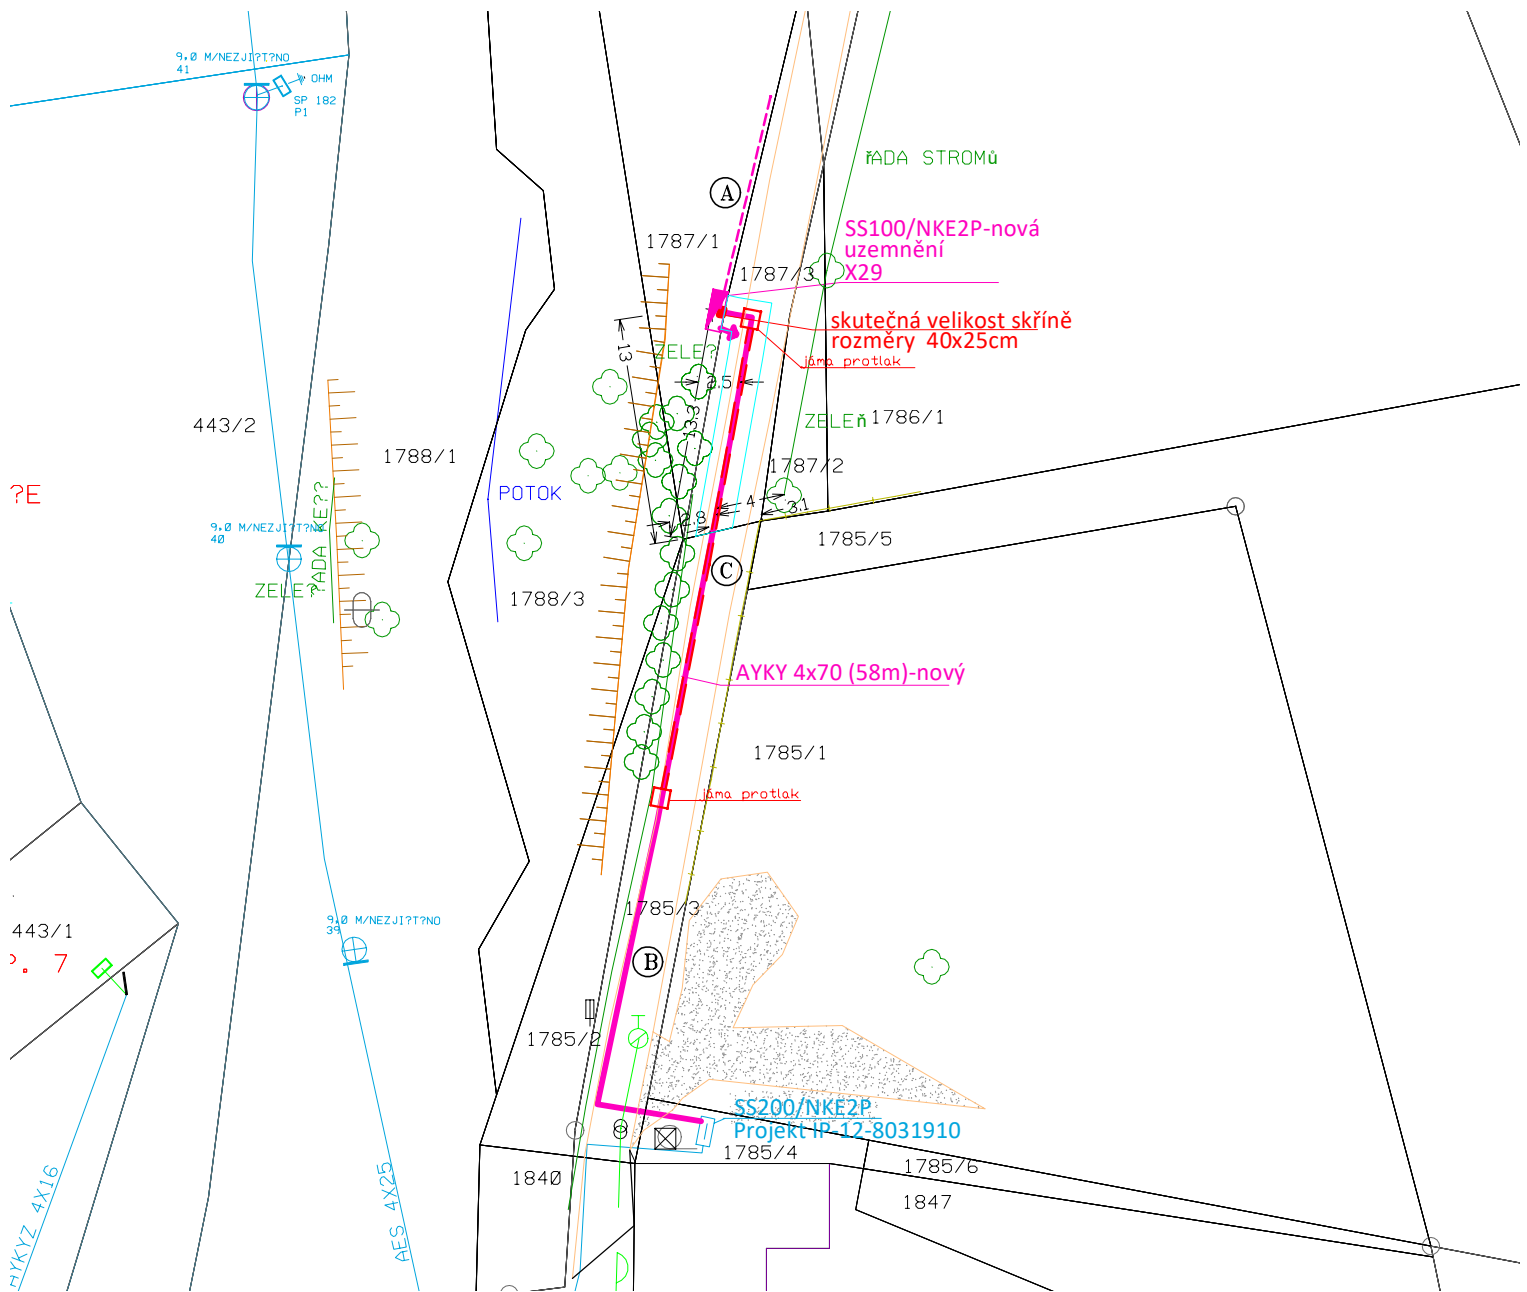 9,0 M/NEZJI?T?NO
41
OHM
SP 182
P1
řADA STROMů
A
SS100/NKE2P-nová
uzemnění
X29
1787/1
1787/3
skutečná velikost skříně
rozměry 40x25cm
jáma protlak
ZELE?
13
2.5
13.3
ZELEň
1786/1
443/2
1788/1
1787/2
?E
POTOK
4
3.1
2.8
9,0 M/NEZJI?T?NO
40
?ADA KE??
1785/5
C
ZELE?
1788/3
AYKY 4x70 (58m)-nový
1785/1
jáma protlak
1785/3
9,0 M/NEZJI?T?NO
39
443/1
P. 7
B
1785/2
SS200/NKE2P
Projekt IP-12-8031910
1785/4
1785/6
1840
1847
AYKYZ 4X16
AES 4X25